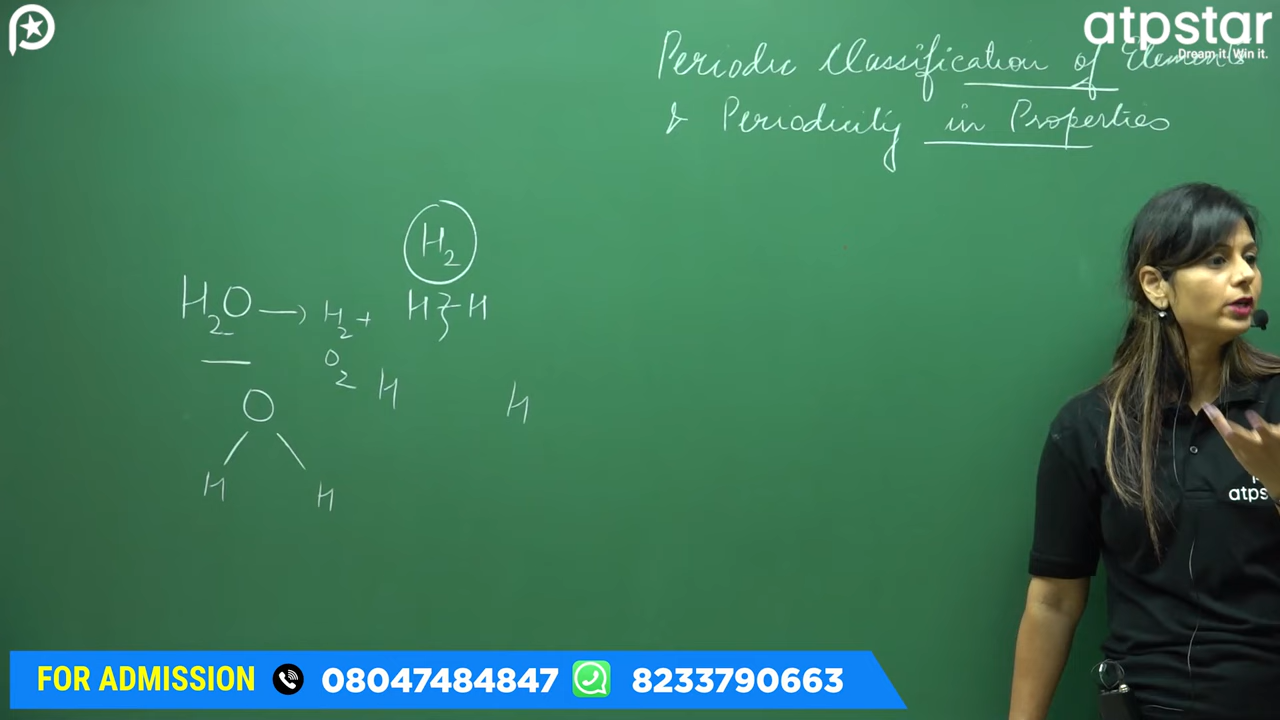 atpstar
Dream it. Win it.
Periodic Classification of Elements
& Periodicity in Properties
H₂
H₂O → H₂ +
O₂
H H
H H
O
H H
atps
FOR ADMISSION 08047484847 8233790663